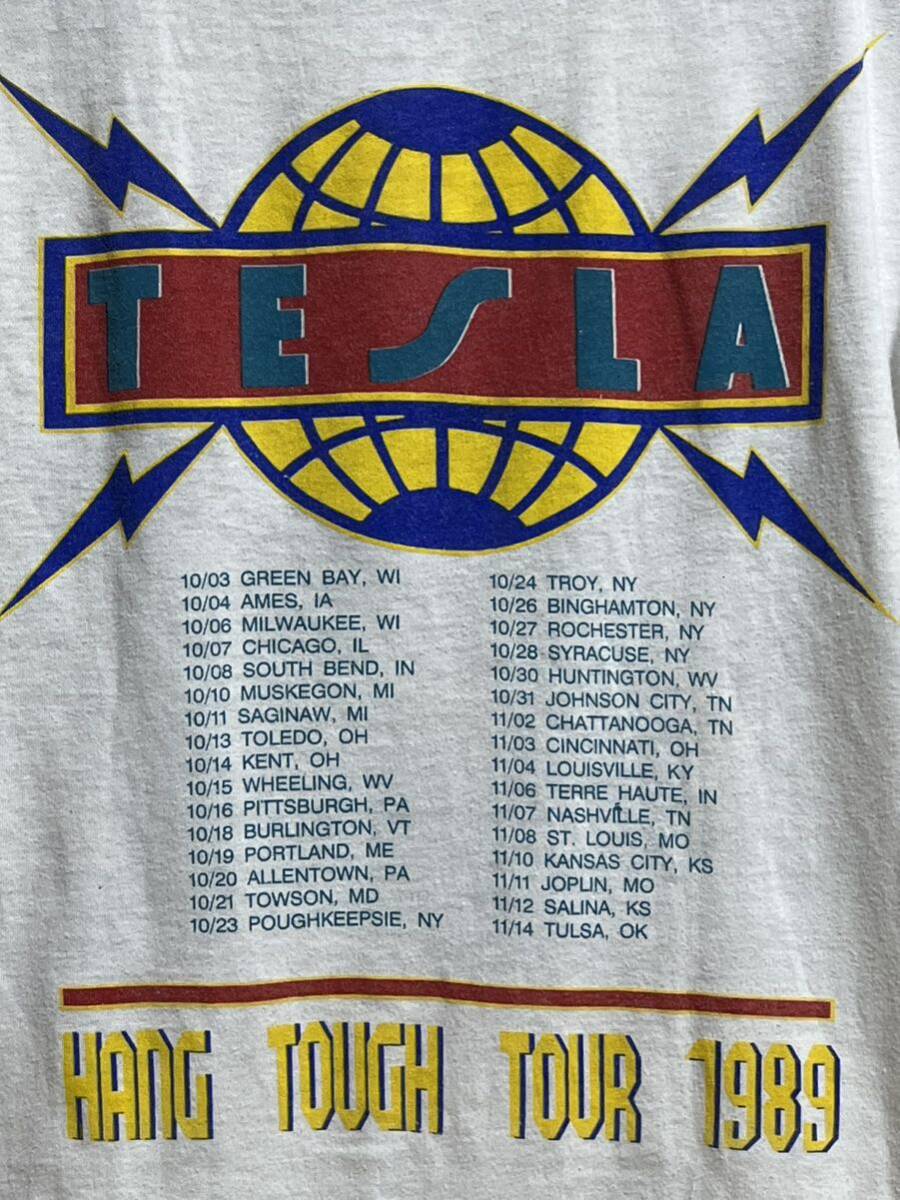 TESLA
10/03 GREEN BAY, WI
10/04 AMES, IA
10/06 MILWAUKEE, WI
10/07 CHICAGO, IL
10/08 SOUTH BEND, IN
10/10 MUSKEGON, MI
10/11 SAGINAW, MI
10/13 TOLEDO, OH
10/14 KENT, OH
10/15 WHEELING, WV
10/16 PITTSBURGH, PA
10/18 BURLINGTON, VT
10/19 PORTLAND, ME
10/20 ALLENTOWN, PA
10/21 TOWSON, MD
10/23 POUGHKEEPSIE, NY
10/24 TROY, NY
10/26 BINGHAMTON, NY
10/27 ROCHESTER, NY
10/28 SYRACUSE, NY
10/30 HUNTINGTON, WV
10/31 JOHNSON CITY, TN
11/02 CHATTANOOGA, TN
11/03 CINCINNATI, OH
11/04 LOUISVILLE, KY
11/06 TERRE HAUTE, IN
11/07 NASHVILLE, TN
11/08 ST. LOUIS, MO
11/10 KANSAS CITY, KS
11/11 JOPLIN, MO
11/12 SALINA, KS
11/14 TULSA, OK
HANG TOUGH TOUR 1989